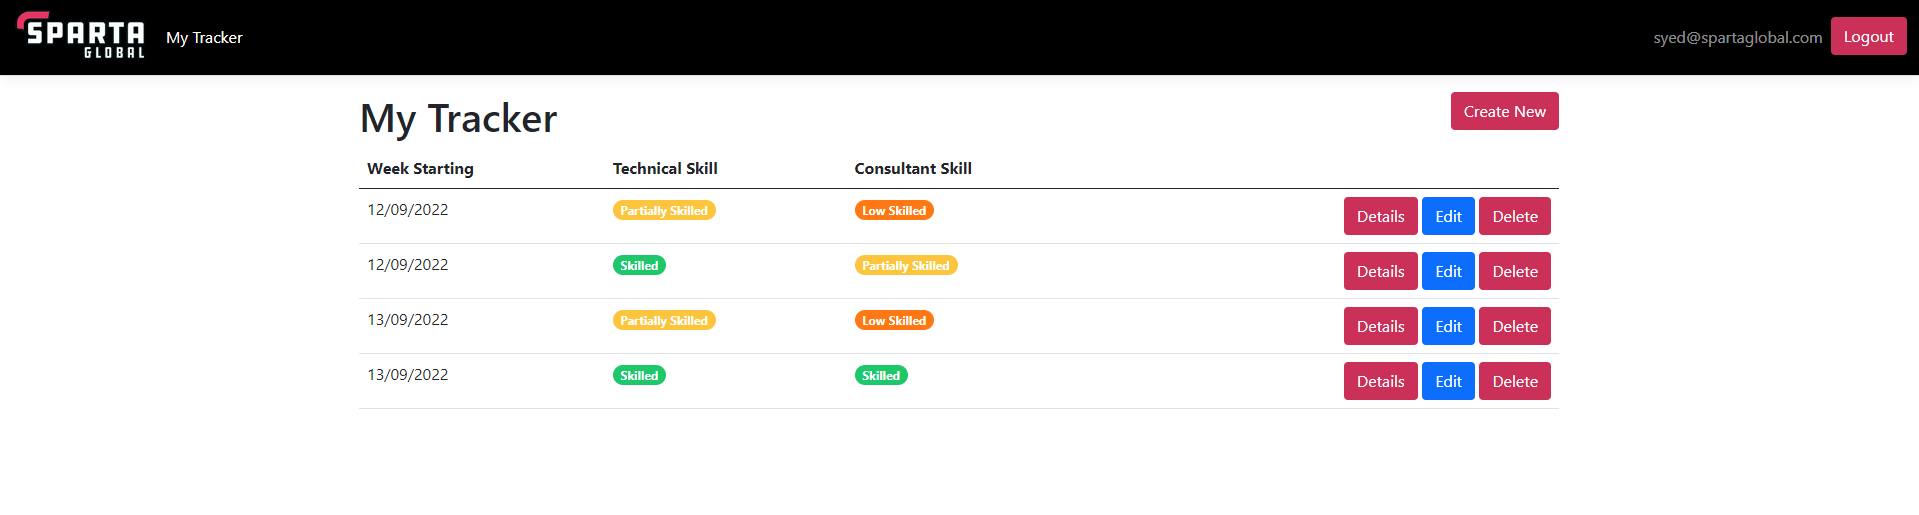 SPARTA GLOBAL My Tracker syed@spartaglobal.com Logout
My Tracker Create New
Week Starting Technical Skill Consultant Skill
12/09/2022 Partially Skilled Low Skilled Details Edit Delete
12/09/2022 Skilled Partially Skilled Details Edit Delete
13/09/2022 Partially Skilled Low Skilled Details Edit Delete
13/09/2022 Skilled Skilled Details Edit Delete